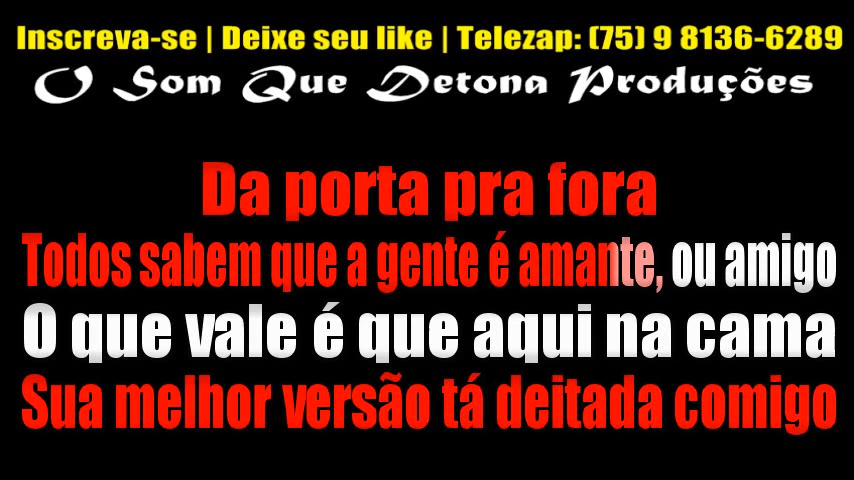 Inscreva-se | Deixe seu like | Telezap: (75) 9 8136-6289
O Som Que Detona Produções
Da porta pra fora
Todos sabem que a gente é amante, ou amigo
O que vale é que aqui na cama
Sua melhor versão tá deitada comigo